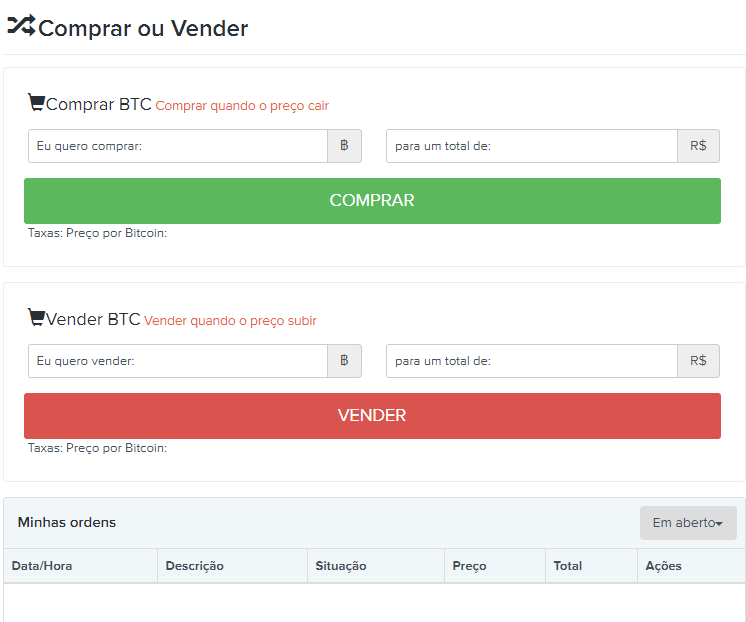 Comprar ou Vender
Comprar BTC Comprar quando o preço cair
Eu quero comprar: ฿ para um total de: R$
COMPRAR
Taxas: Preço por Bitcoin:
Vender BTC Vender quando o preço subir
Eu quero vender: ฿ para um total de: R$
VENDER
Taxas: Preço por Bitcoin:
Minhas ordens Em aberto
Data/Hora Descrição Situação Preço Total Ações